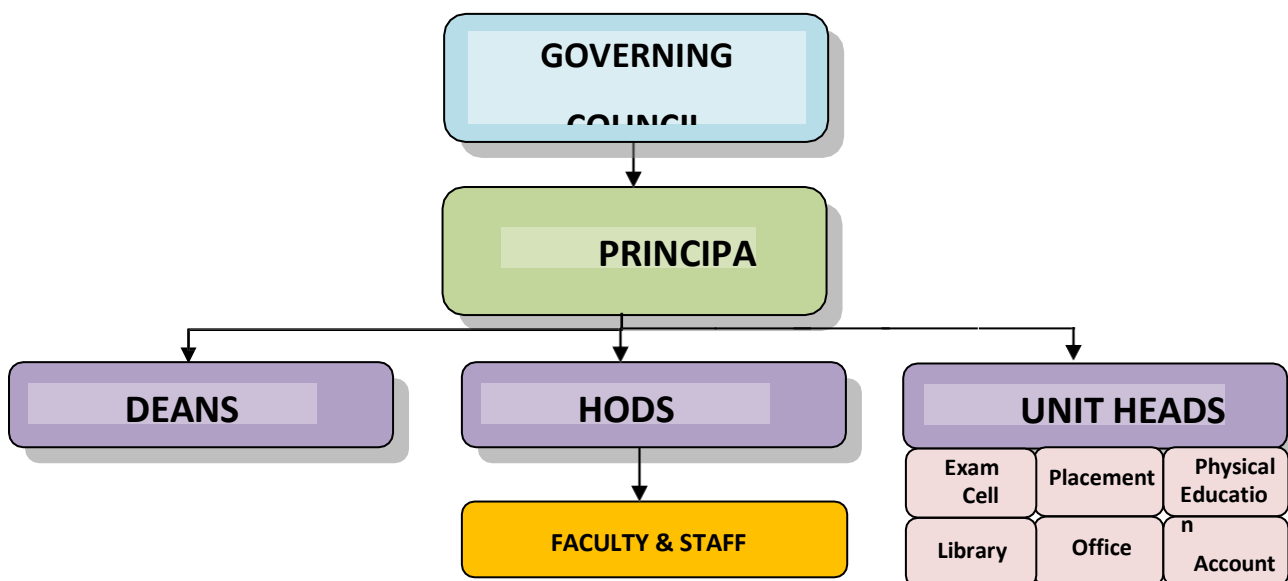 GOVERNING
COUNCIL
PRINCIPA
DEANS
HODS
UNIT HEADS
Exam
Cell
Placement
Physical
Educatio
n
Library
Office
Account
FACULTY & STAFF